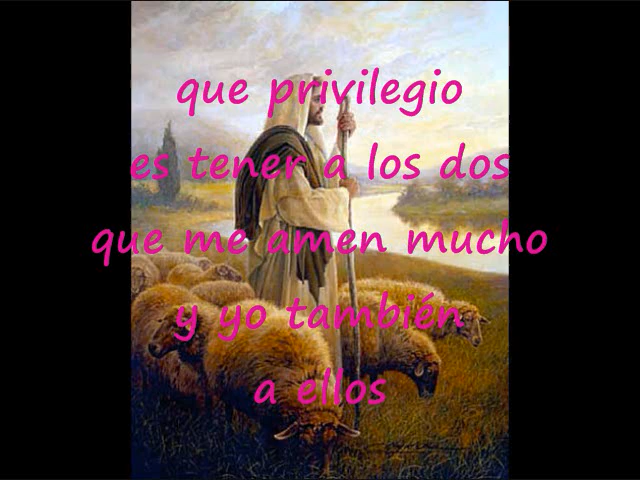 que privilegio
es tener a los dos
que me amen mucho
y yo también
a ellos